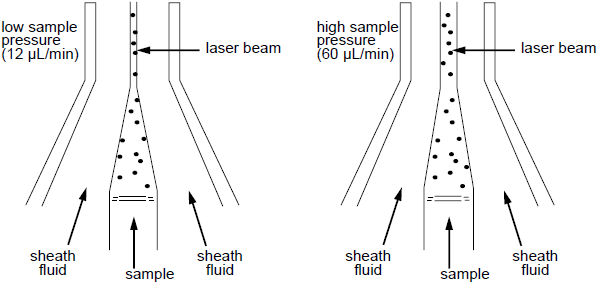 low sample
pressure
(12 µL/min)
laser beam
sheath
fluid
sample
sheath
fluid
high sample
pressure
(60 µL/min)
laser beam
sheath
fluid
sample
sheath
fluid